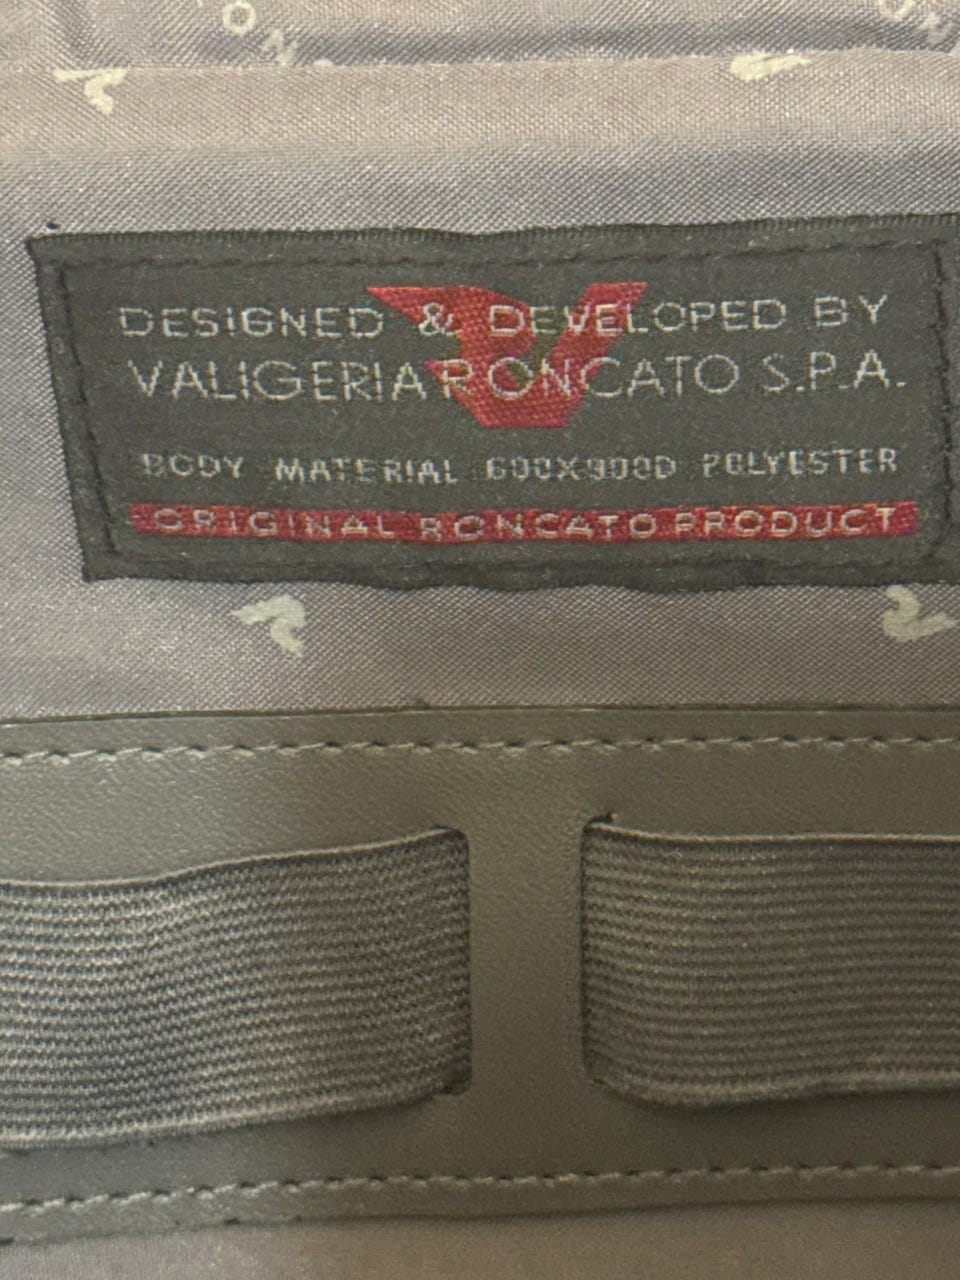 DESIGNED & DEVELOPED BY
VALIGERIA RONCATO S.P.A.
BODY MATERIAL 600X900D POLYESTER
ORIGINAL RONCATO PRODUCT